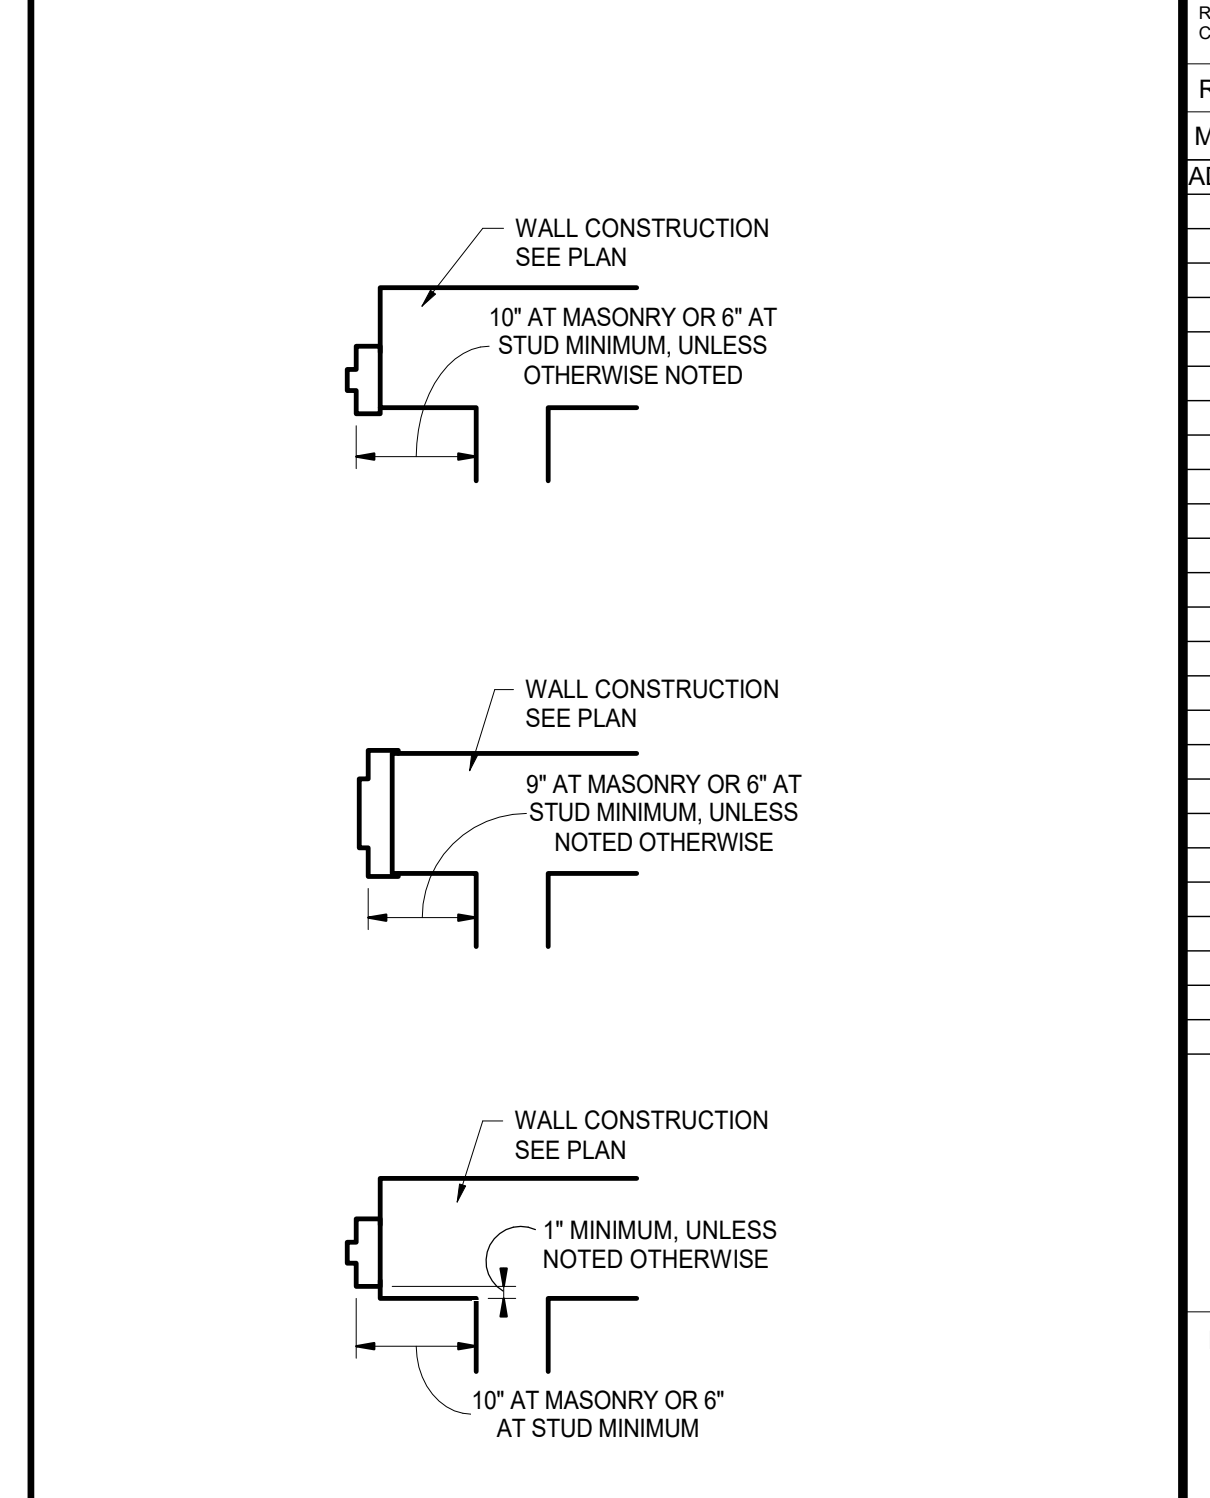 WALL CONSTRUCTION
SEE PLAN
10" AT MASONRY OR 6" AT
STUD MINIMUM, UNLESS
OTHERWISE NOTED
WALL CONSTRUCTION
SEE PLAN
9" AT MASONRY OR 6" AT
STUD MINIMUM, UNLESS
NOTED OTHERWISE
WALL CONSTRUCTION
SEE PLAN
1" MINIMUM, UNLESS
NOTED OTHERWISE
10" AT MASONRY OR 6"
AT STUD MINIMUM